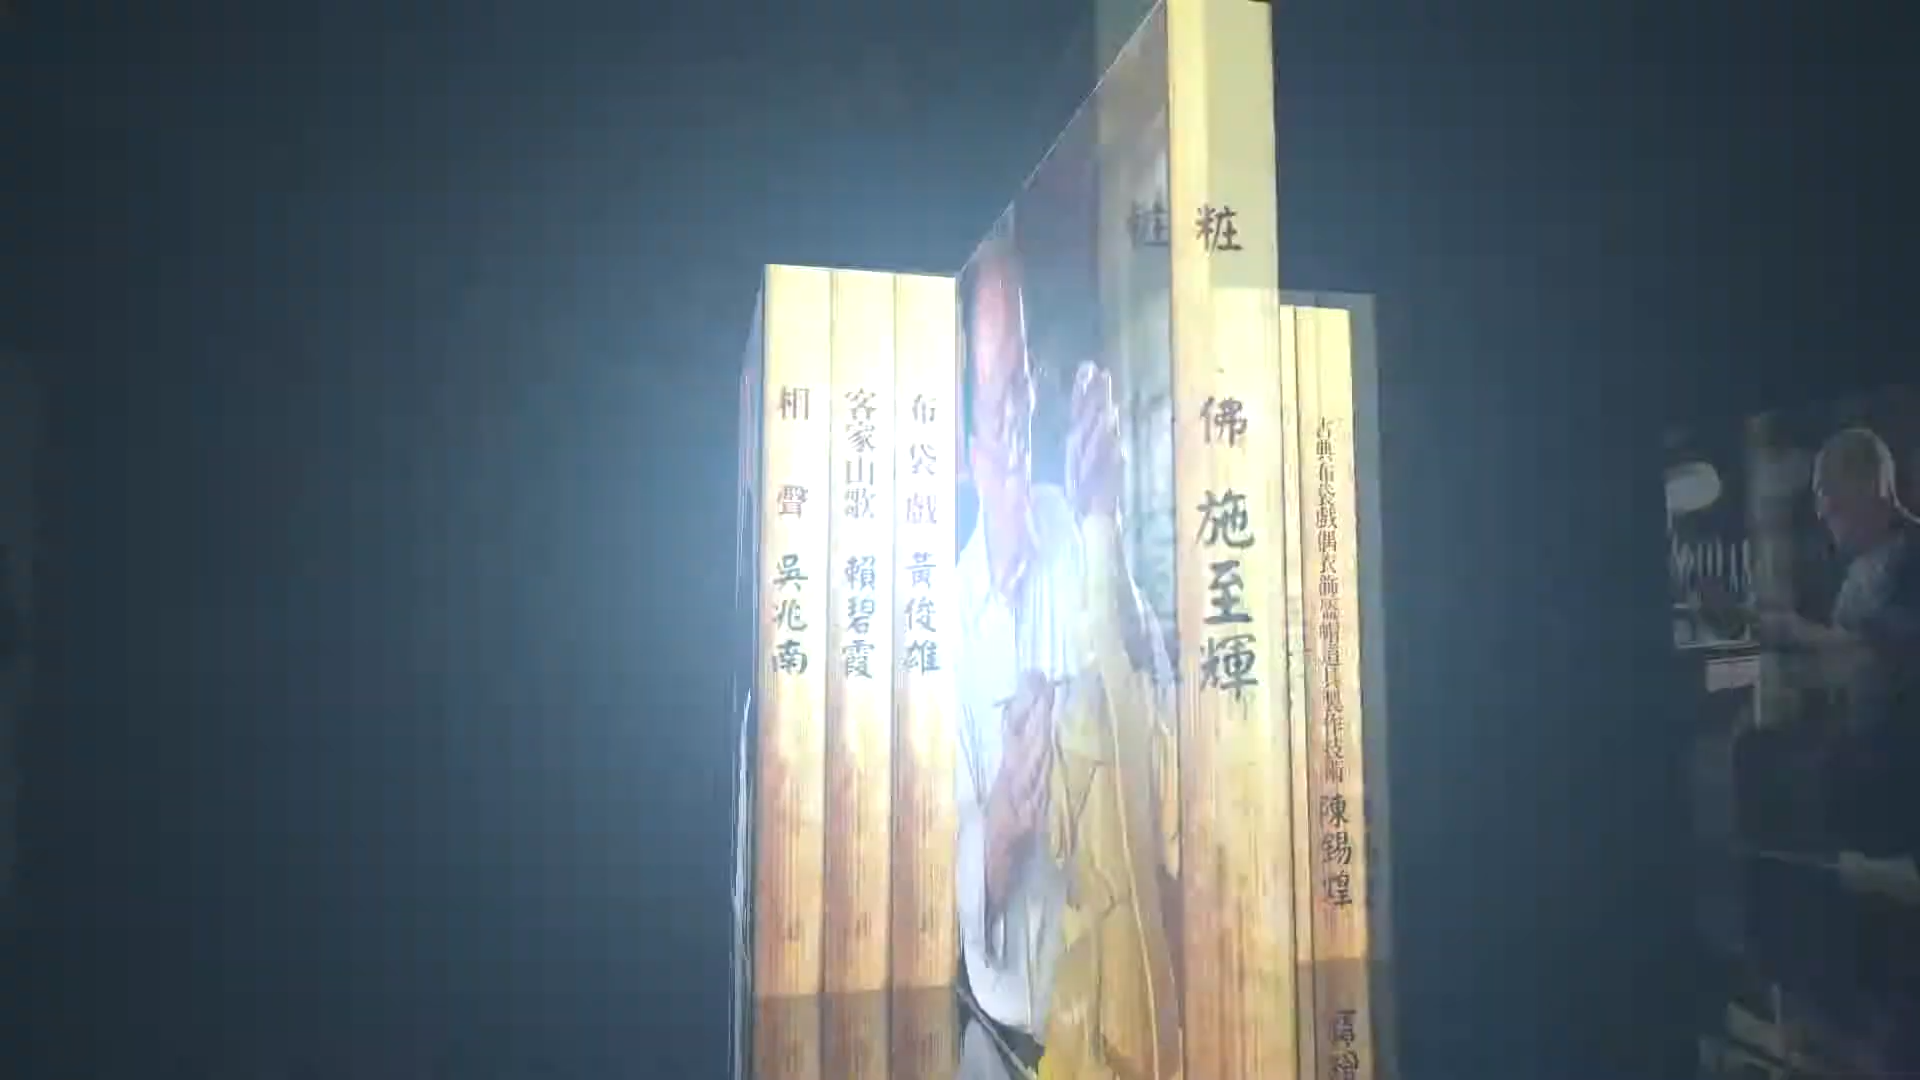 相聲 吳兆南
客家山歌 賴碧霞
布袋戲 黃俊雄
粧佛 施至輝
古典布袋戲偶衣飾盔帽道具製作技術 陳錫煌